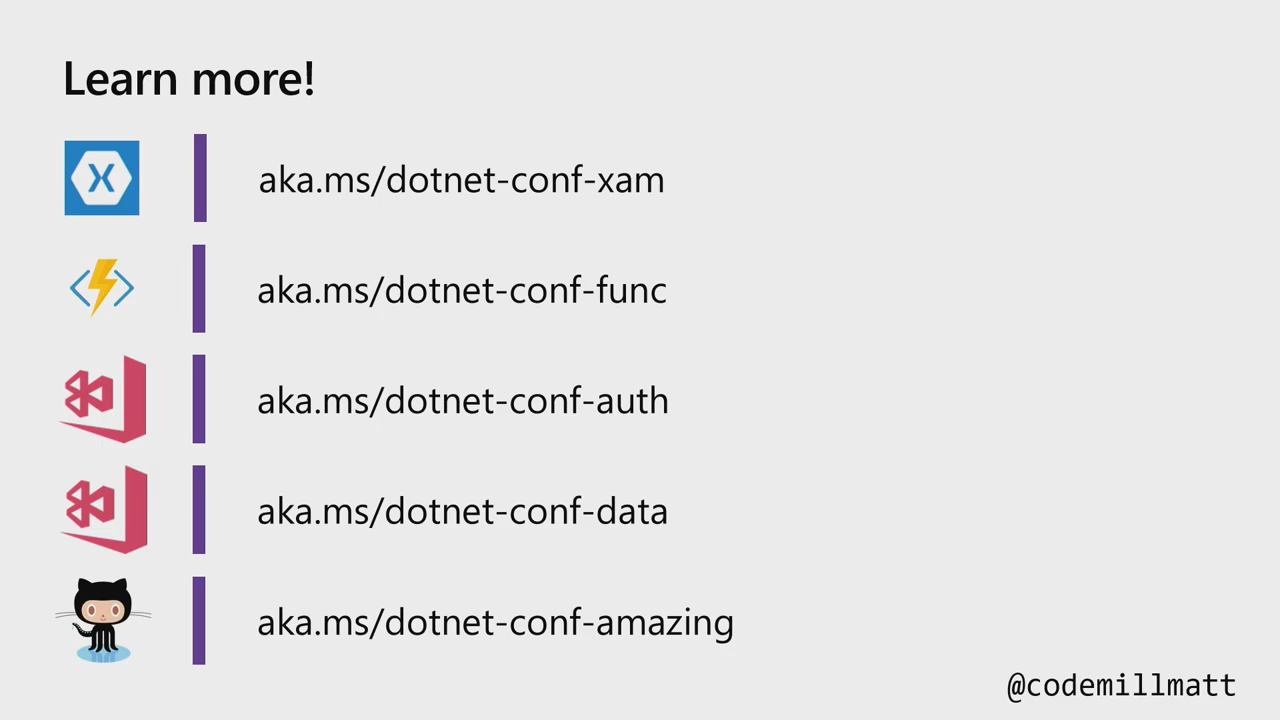 Learn more!
aka.ms/dotnet-conf-xam
aka.ms/dotnet-conf-func
aka.ms/dotnet-conf-auth
aka.ms/dotnet-conf-data
aka.ms/dotnet-conf-amazing
@codemillmatt